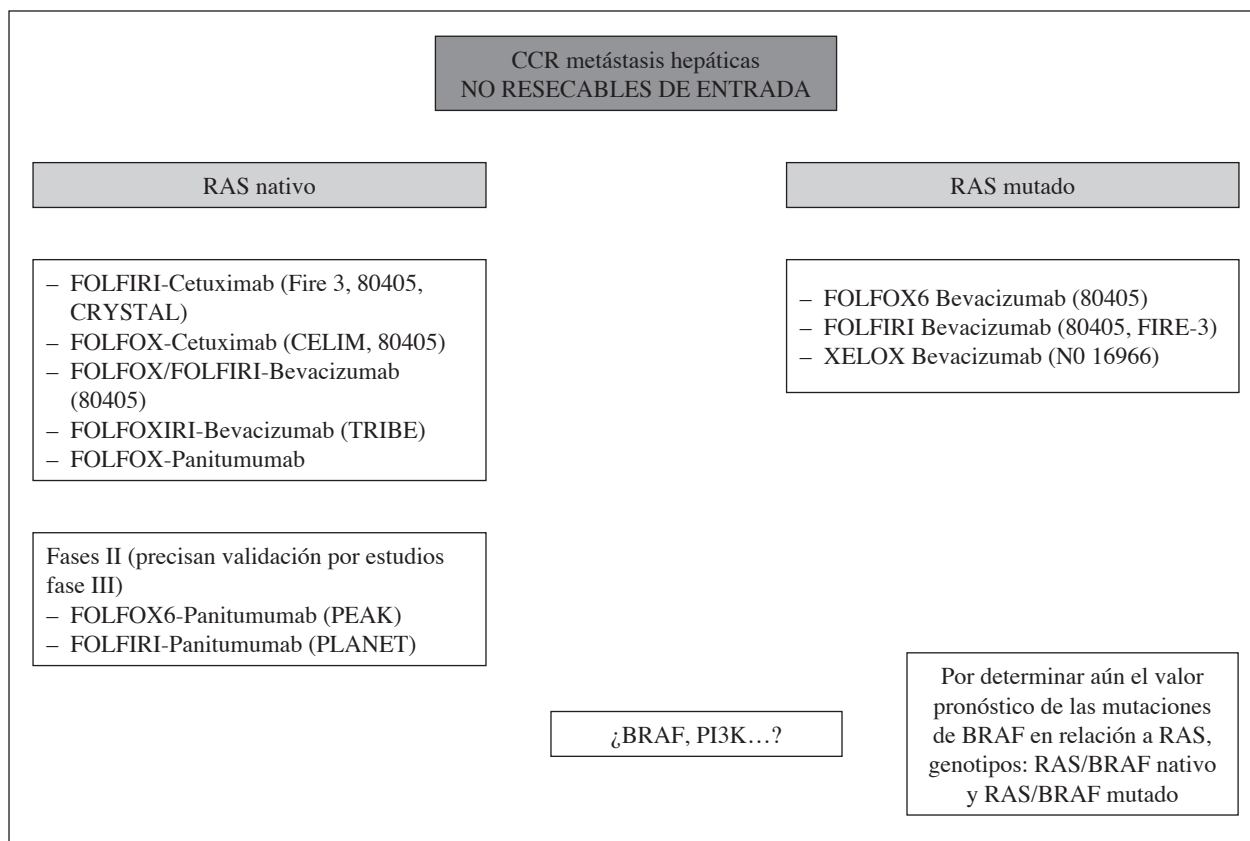 CCR metástasis hepáticas
NO RESECABLES DE ENTRADA
RAS nativo
RAS mutado
– FOLFIRI-Cetuximab (Fire 3, 80405,
CRYSTAL)
– FOLFOX-Cetuximab (CELIM, 80405)
– FOLFOX/FOLFIRI-Bevacizumab
(80405)
– FOLFOXIRI-Bevacizumab (TRIBE)
– FOLFOX-Panitumumab
– FOLFOX6 Bevacizumab (80405)
– FOLFIRI Bevacizumab (80405, FIRE-3)
– XELOX Bevacizumab (N0 16966)
Fases II (precisan validación por estudios
fase III)
– FOLFOX6-Panitumumab (PEAK)
– FOLFIRI-Panitumumab (PLANET)
¿BRAF, PI3K…?
Por determinar aún el valor
pronóstico de las mutaciones
de BRAF en relación a RAS,
genotipos: RAS/BRAF nativo
y RAS/BRAF mutado